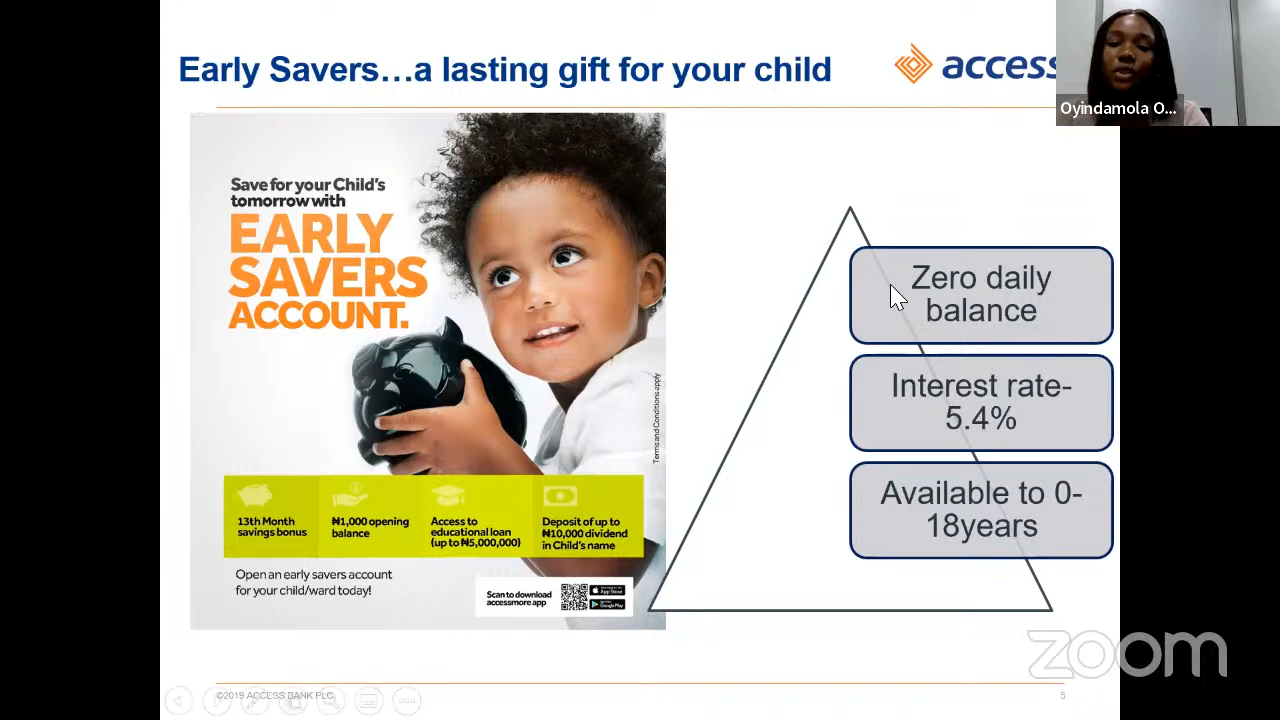 Early Savers…a lasting gift for your child
access
Oyindamola O...
Save for your Child's
tomorrow with
EARLY
SAVERS
ACCOUNT.
Terms and Conditions apply
13th Month
savings bonus
₦1,000 opening
balance
Access to
educational loan
(up to ₦5,000,000)
Deposit of up to
₦10,000 dividend
in Child's name
Open an early savers account
for your child/ward today!
Scan to download
accessmore app
App Store
Google Play
Zero daily
balance
Interest rate-
5.4%
Available to 0-
18years
zoom
©2019 ACCESS BANK PLC
5